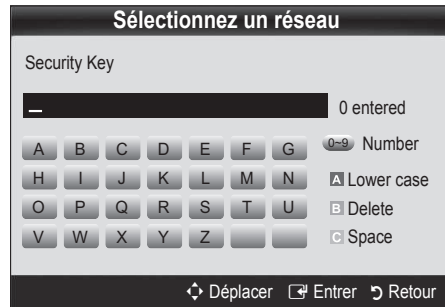 Sélectionnez un réseau
Security Key
_
0 entered
A B C D E F G
0~9 Number
H I J K L M N
A Lower case
O P Q R S T U
B Delete
V W X Y Z
C Space
Déplacer Entrer Retour